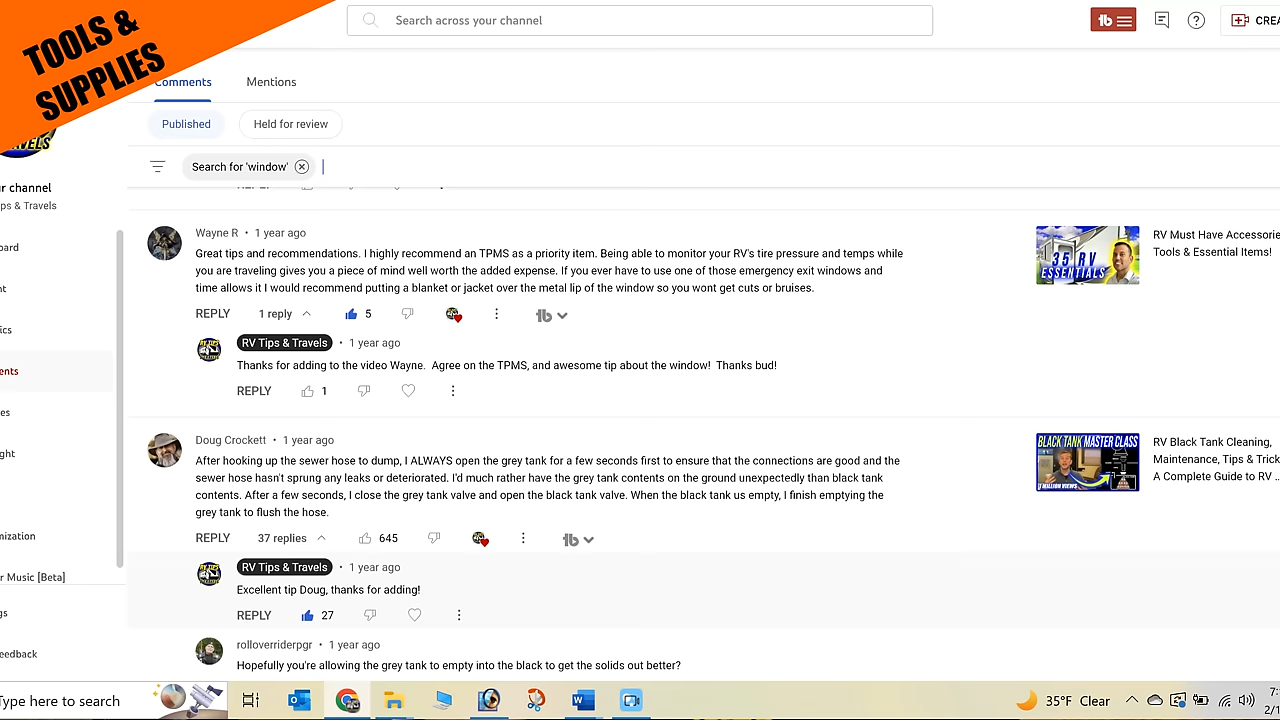 TOOLS &
SUPPLIES
Search across your channel
CREA
Comments
Mentions
Published
Held for review
Search for 'window'
r channel
ps & Travels
Wayne R • 1 year ago
Great tips and recommendations. I highly recommend an TPMS as a priority item. Being able to monitor your RV's tire pressure and temps while
you are traveling gives you a piece of mind well worth the added expense. If you ever have to use one of those emergency exit windows and
time allows it I would recommend putting a blanket or jacket over the metal lip of the window so you wont get cuts or bruises.
REPLY 1 reply 5
35 RV
ESSENTIALS
RV Must Have Accessorie
Tools & Essential Items!
RV Tips & Travels • 1 year ago
Thanks for adding to the video Wayne. Agree on the TPMS, and awesome tip about the window! Thanks bud!
REPLY 1
Doug Crockett • 1 year ago
After hooking up the sewer hose to dump, I ALWAYS open the grey tank for a few seconds first to ensure that the connections are good and the
sewer hose hasn't sprung any leaks or deteriorated. I'd much rather have the grey tank contents on the ground unexpectedly than black tank
contents. After a few seconds, I close the grey tank valve and open the black tank valve. When the black tank us empty, I finish emptying the
grey tank to flush the hose.
REPLY 37 replies 645
BLACK TANK MASTER CLASS
RV Black Tank Cleaning,
Maintenance, Tips & Trick
A Complete Guide to RV ...
RV Tips & Travels • 1 year ago
Excellent tip Doug, thanks for adding!
REPLY 27
rolloverriderpgr • 1 year ago
Hopefully you're allowing the grey tank to empty into the black to get the solids out better?
oard
nt
ics
ents
es
ght
mization
r Music [Beta]
gs
eedback
Type here to search
35°F Clear